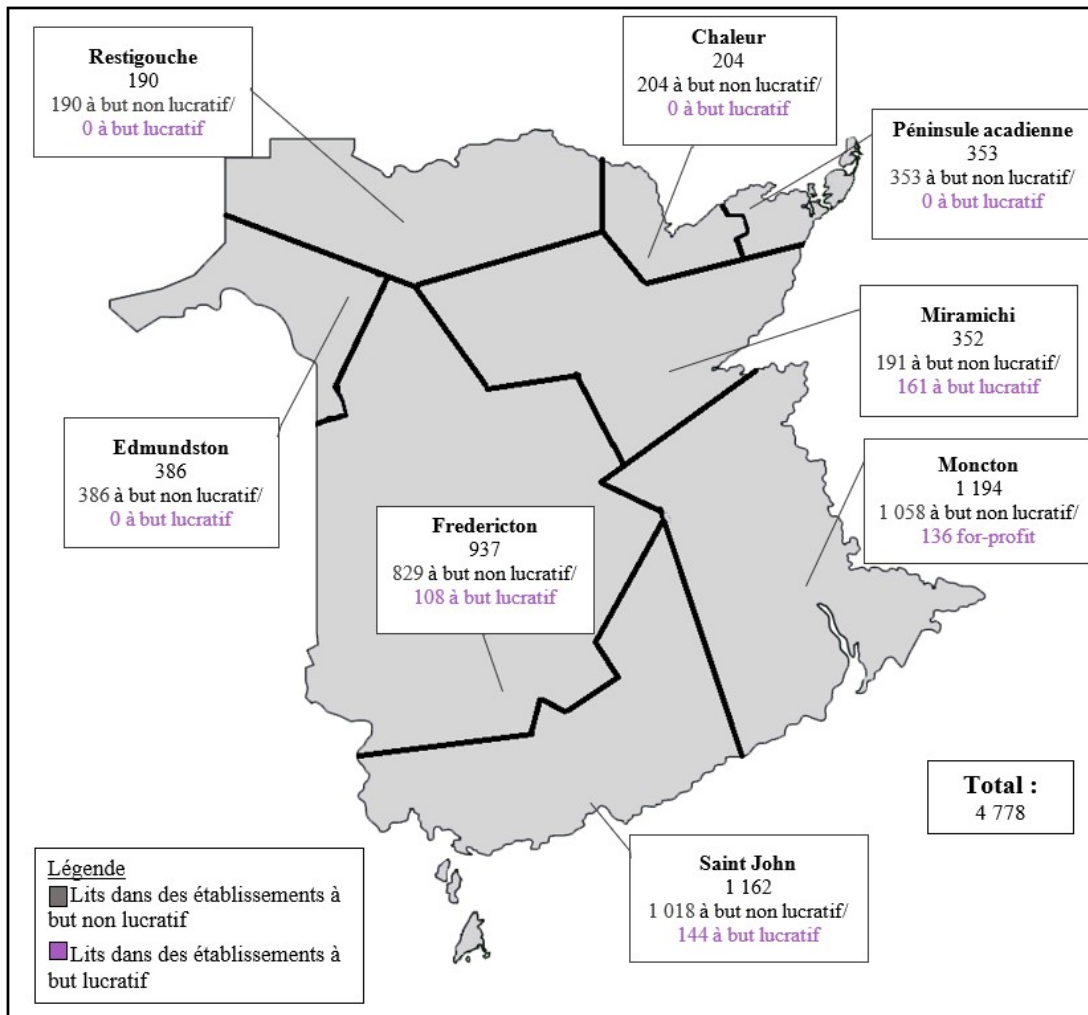 Restigouche
190
190 à but non lucratif/
0 à but lucratif
Chaleur
204
204 à but non lucratif/
0 à but lucratif
Péninsule acadienne
353
353 à but non lucratif/
0 à but lucratif
Miramichi
352
191 à but non lucratif/
161 à but lucratif
Edmundston
386
386 à but non lucratif/
0 à but lucratif
Moncton
1 194
1 058 à but non lucratif/
136 for-profit
Fredericton
937
829 à but non lucratif/
108 à but lucratif
Total :
4 778
Saint John
1 162
1 018 à but non lucratif/
144 à but lucratif
Légende
Lits dans des établissements à
but non lucratif
Lits dans des établissements à
but lucratif